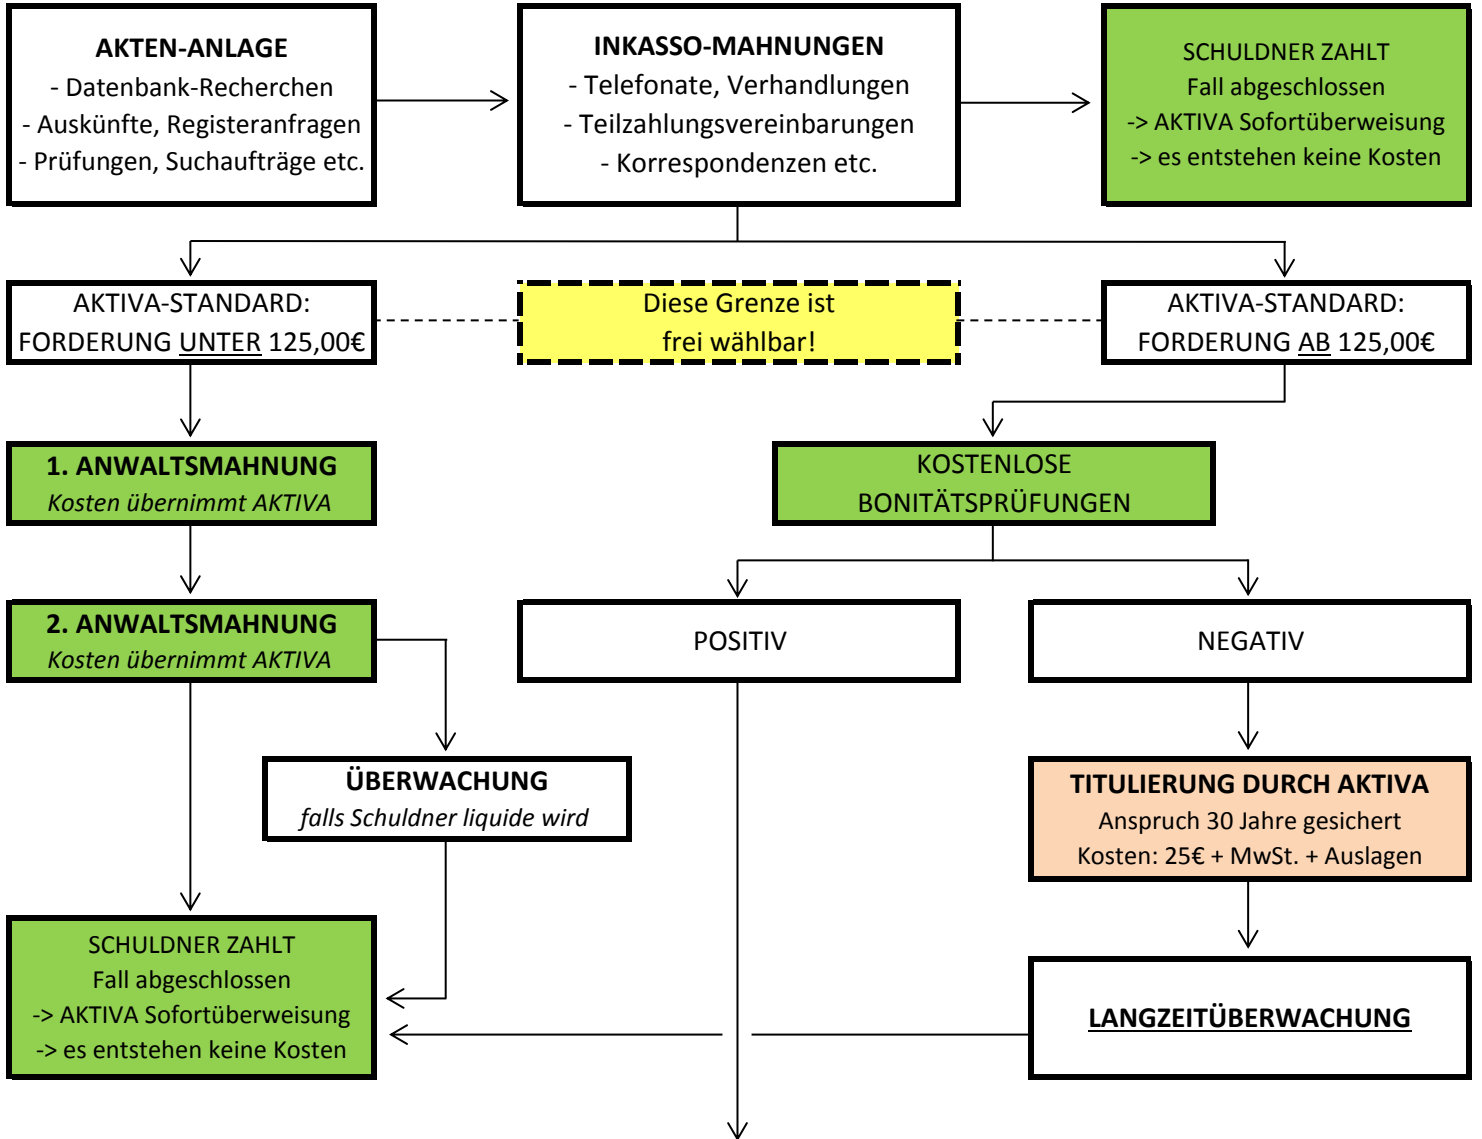 AKTEN-ANLAGE
- Datenbank-Recherchen
- Auskünfte, Registeranfragen
- Prüfungen, Suchaufträge etc.
INKASSO-MAHNUNGEN
- Telefonate, Verhandlungen
- Teilzahlungsvereinbarungen
- Korrespondenzen etc.
SCHULDNER ZAHLT
Fall abgeschlossen
-> AKTIVA Sofortüberweisung
-> es entstehen keine Kosten
AKTIVA-STANDARD:
FORDERUNG UNTER 125,00€
Diese Grenze ist
frei wählbar!
AKTIVA-STANDARD:
FORDERUNG AB 125,00€
1. ANWALTSMAHNUNG
Kosten übernimmt AKTIVA
KOSTENLOSE
BONITÄTSPRÜFUNGEN
2. ANWALTSMAHNUNG
Kosten übernimmt AKTIVA
POSITIV
NEGATIV
ÜBERWACHUNG
falls Schuldner liquide wird
TITULIERUNG DURCH AKTIVA
Anspruch 30 Jahre gesichert
Kosten: 25€ + MwSt. + Auslagen
SCHULDNER ZAHLT
Fall abgeschlossen
-> AKTIVA Sofortüberweisung
-> es entstehen keine Kosten
LANGZEITÜBERWACHUNG